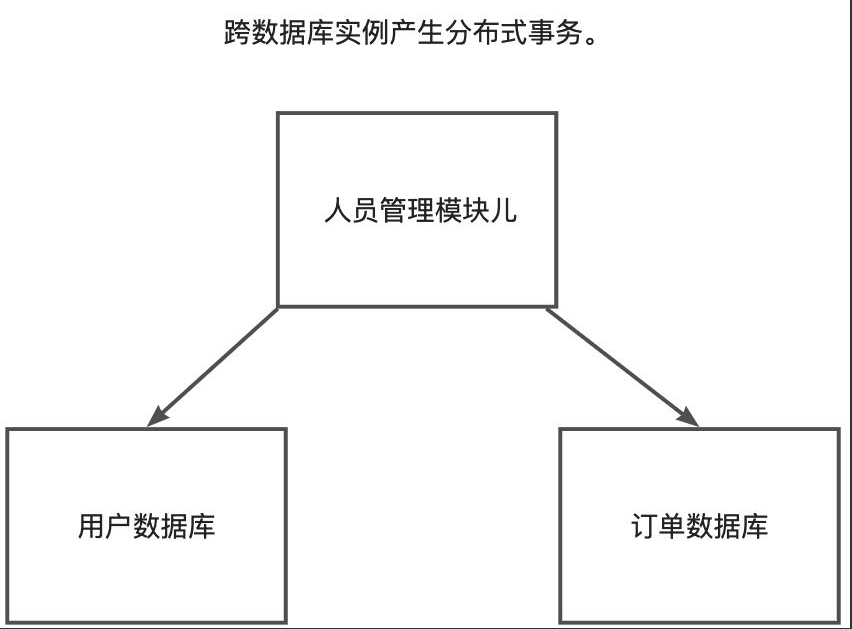 跨数据库实例产生分布式事务。
人员管理模块儿
用户数据库
订单数据库